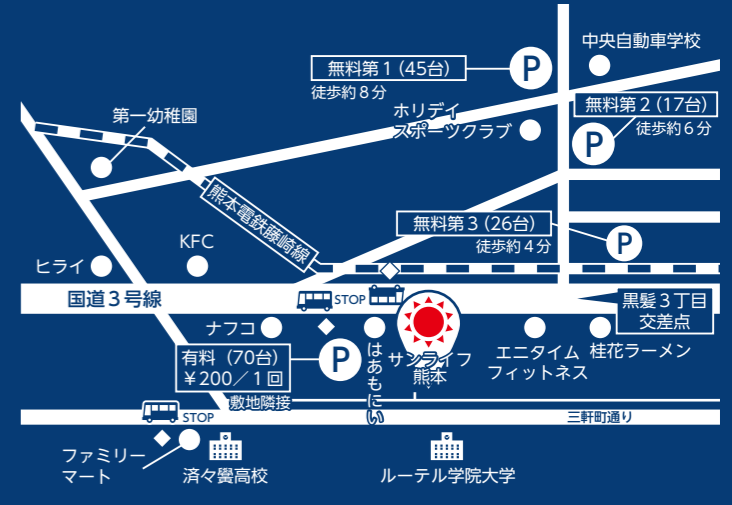 中央自動車学校
無料第1（45台）
徒歩約8分
P
無料第2（17台）
徒歩約6分
P
第一幼稚園
ホリデイ
スポーツクラブ
熊本電鉄藤崎線
無料第3（26台）
徒歩約4分
P
KFC
ヒライ
国道3号線
STOP
黒髪3丁目
交差点
ナフコ
有料（70台）
￥200／1回
P
敷地隣接
はあもにい
サンライフ
熊本
エニタイム
フィットネス
桂花ラーメン
STOP
三軒町通り
ファミリー
マート
済々黌高校
ルーテル学院大学